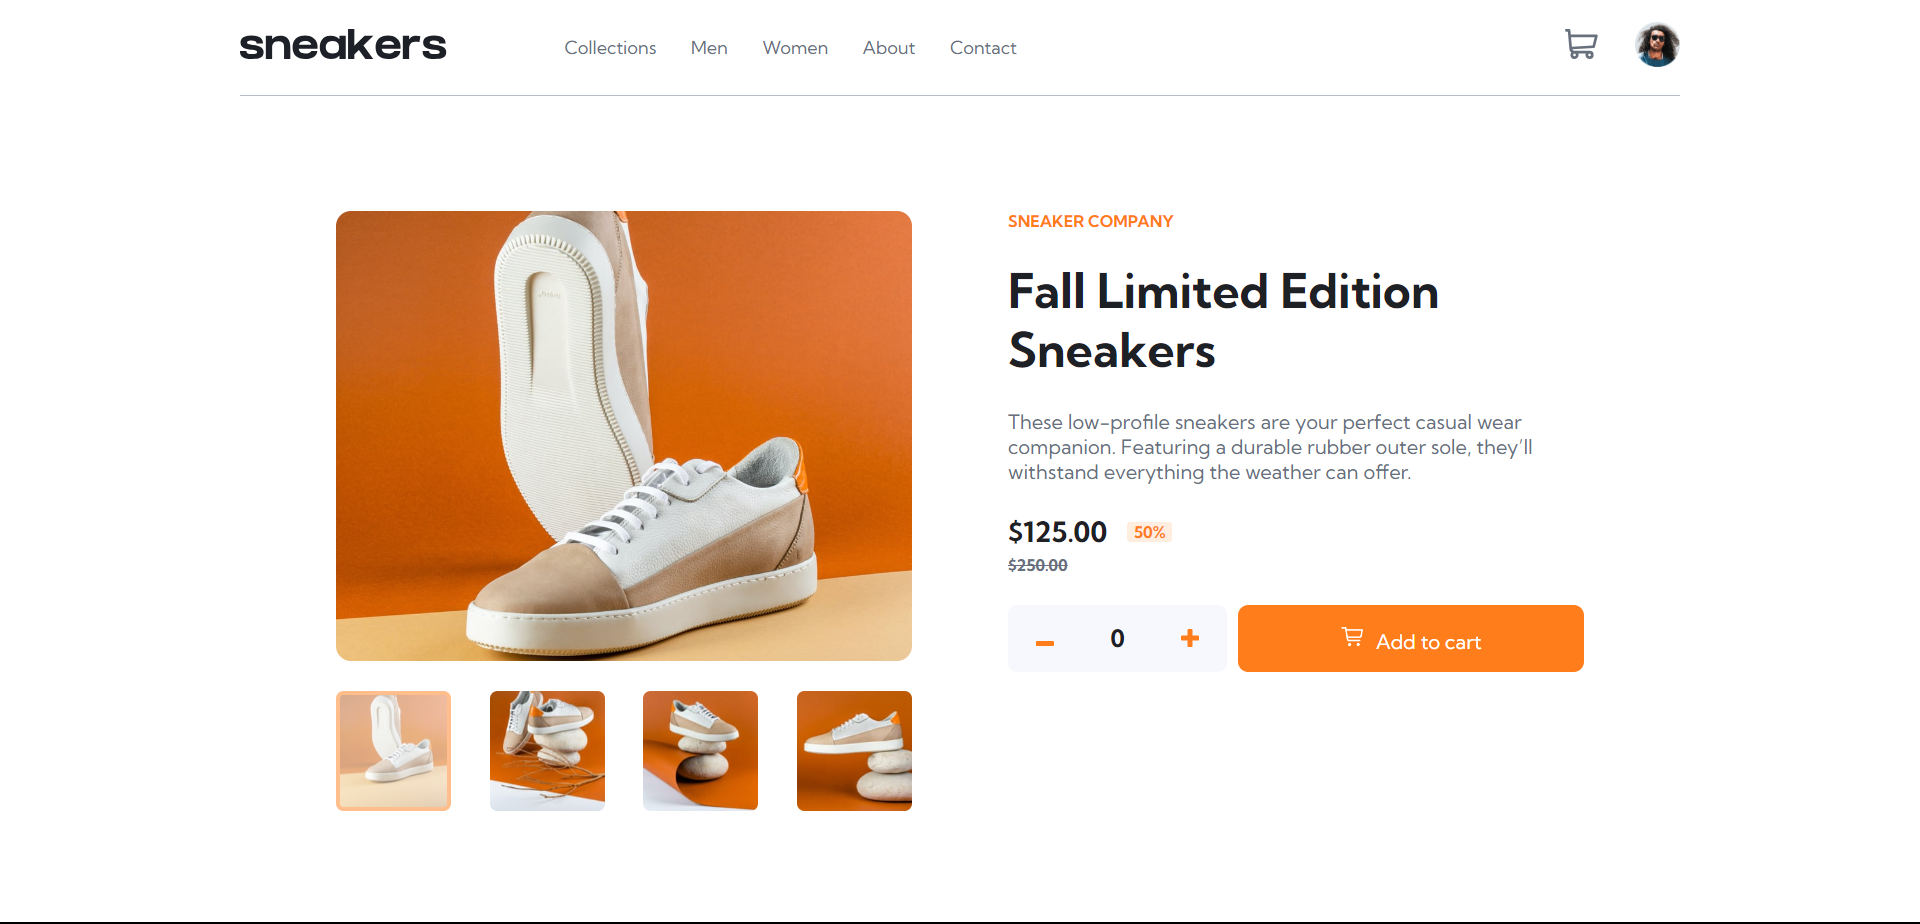 sneakers
Collections Men Women About Contact
SNEAKER COMPANY
Fall Limited Edition
Sneakers
These low-profile sneakers are your perfect casual wear
companion. Featuring a durable rubber outer sole, they’ll
withstand everything the weather can offer.
$125.00 50%
$250.00
0
Add to cart